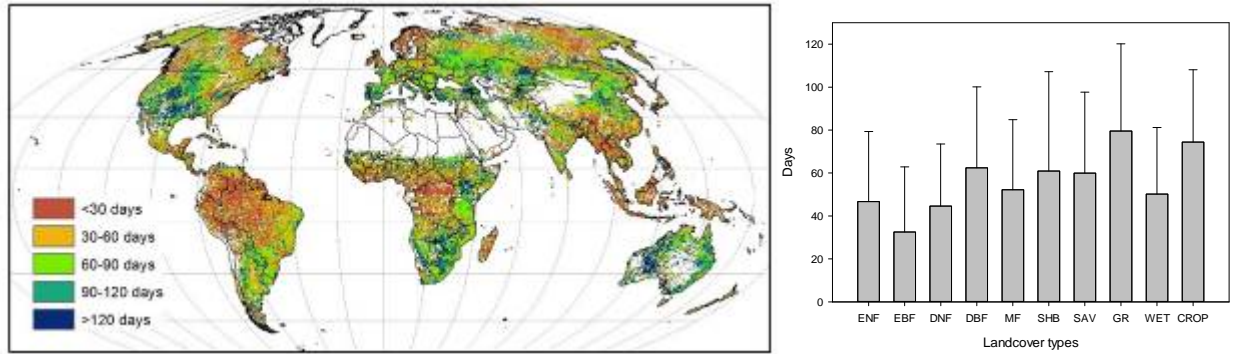 <30 days
30-60 days
60-90 days
90-120 days
>120 days
Days
120
100
80
60
40
20
0
ENF EBF DNF DBF MF SHB SAV GR WET CROP
Landcover types